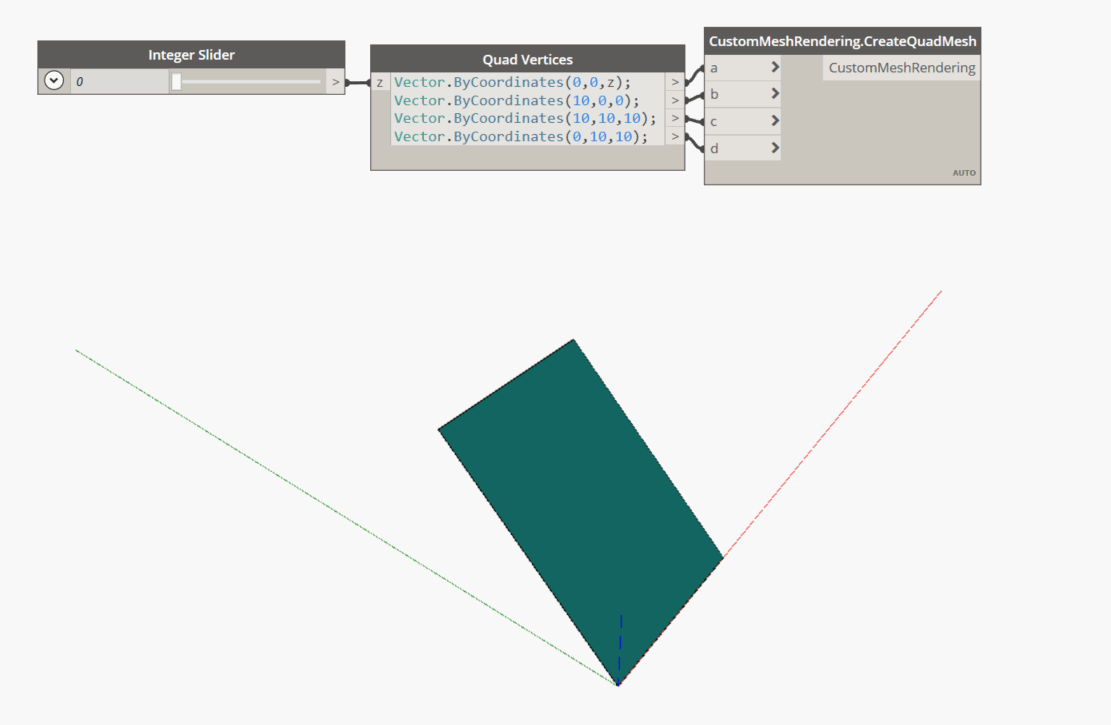 Integer Slider
0
>
Quad Vertices
z Vector.ByCoordinates(0,0,z); >
Vector.ByCoordinates(10,0,0); >
Vector.ByCoordinates(10,10,10); >
Vector.ByCoordinates(0,10,10); >
CustomMeshRendering.CreateQuadMesh
a > CustomMeshRendering
b >
c >
d >
AUTO